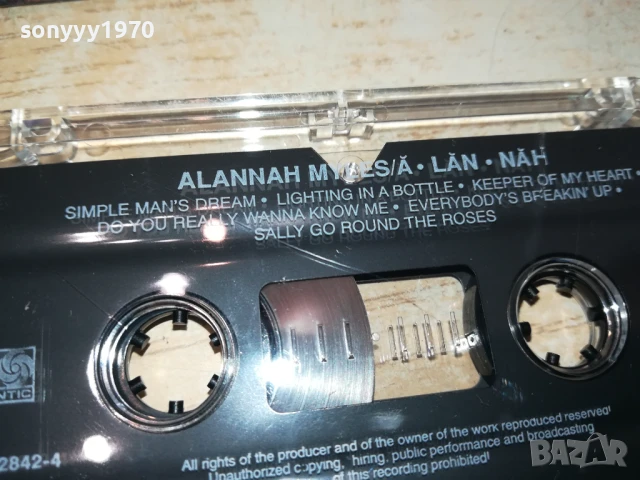 sonyyy1970
ALANNAH MYLES/Ă • LĂN • NĂH
SIMPLE MAN'S DREAM • LIGHTING IN A BOTTLE • KEEPER OF MY HEART •
DO YOU REALLY WANNA KNOW ME • EVERYBODY'S BREAKIN' UP •
SALLY GO ROUND THE ROSES
NTIC
2842-4
All rights of the producer and of the owner of the work reproduced reserved
Unauthorized copying, hiring, public performance and broadcasting
of this recording prohibited
BAZAR